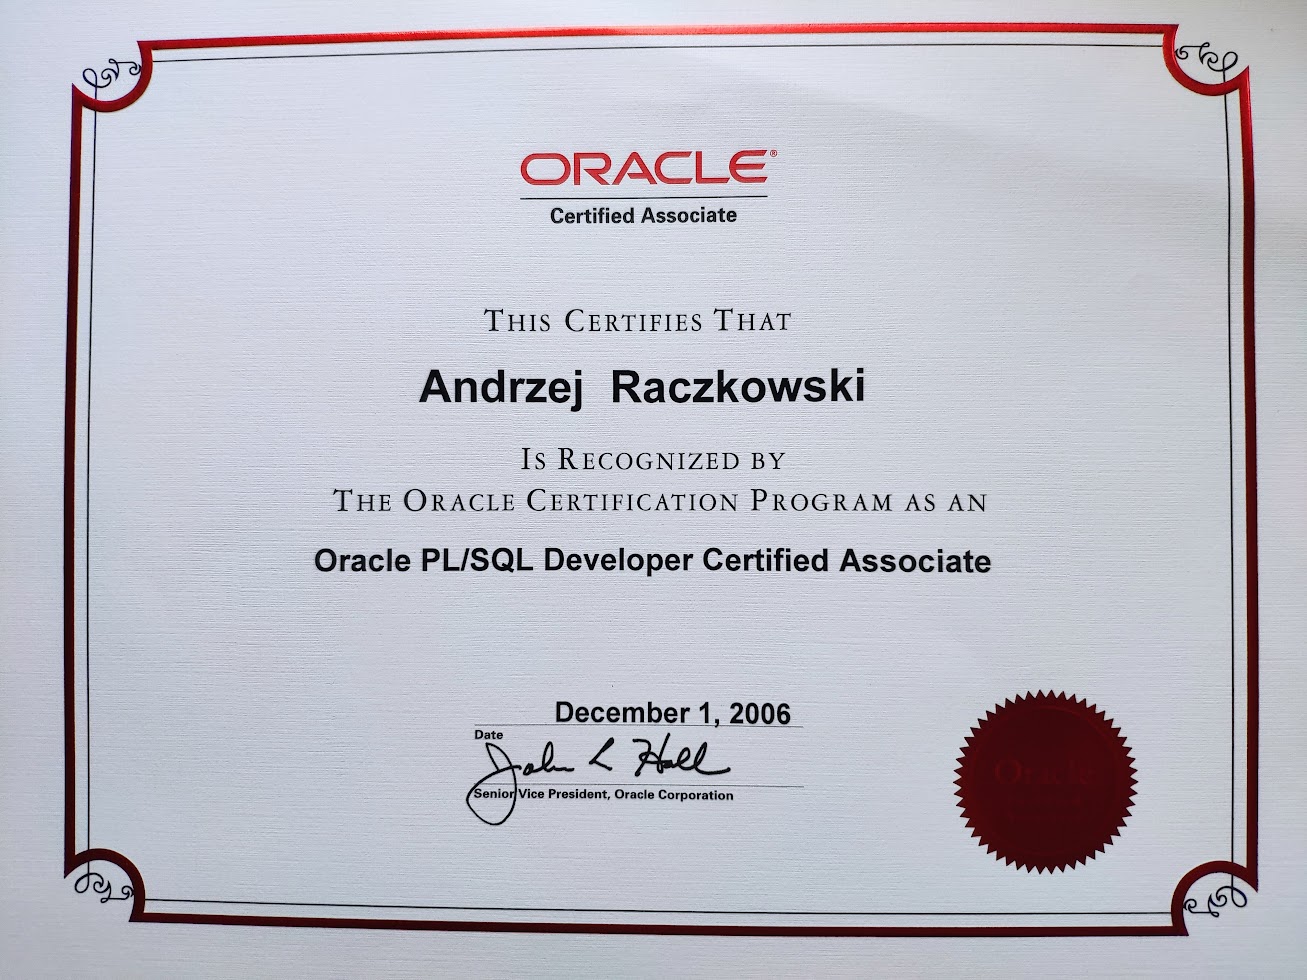 ORACLE®
Certified Associate
THIS CERTIFIES THAT
Andrzej Raczkowski
IS RECOGNIZED BY
THE ORACLE CERTIFICATION PROGRAM AS AN
Oracle PL/SQL Developer Certified Associate
December 1, 2006
Date
John L Hall
Senior Vice President, Oracle Corporation
Oracle